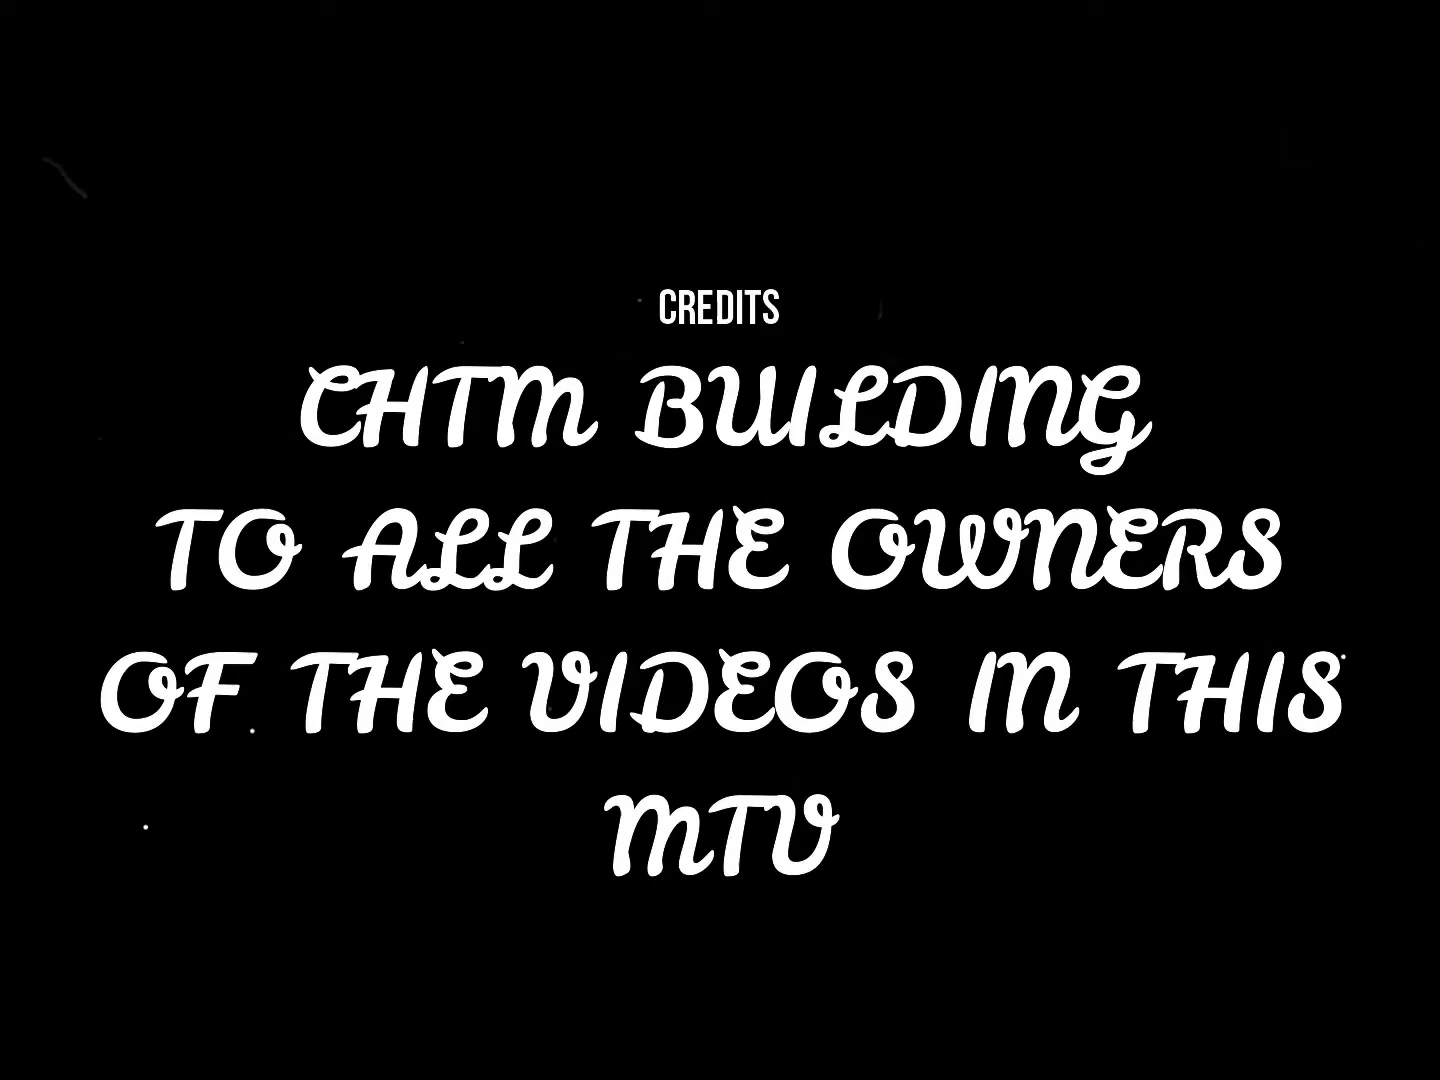 CREDITS
CHTM BUILDING
TO ALL THE OWNERS
OF THE VIDEOS IN THIS
MTV